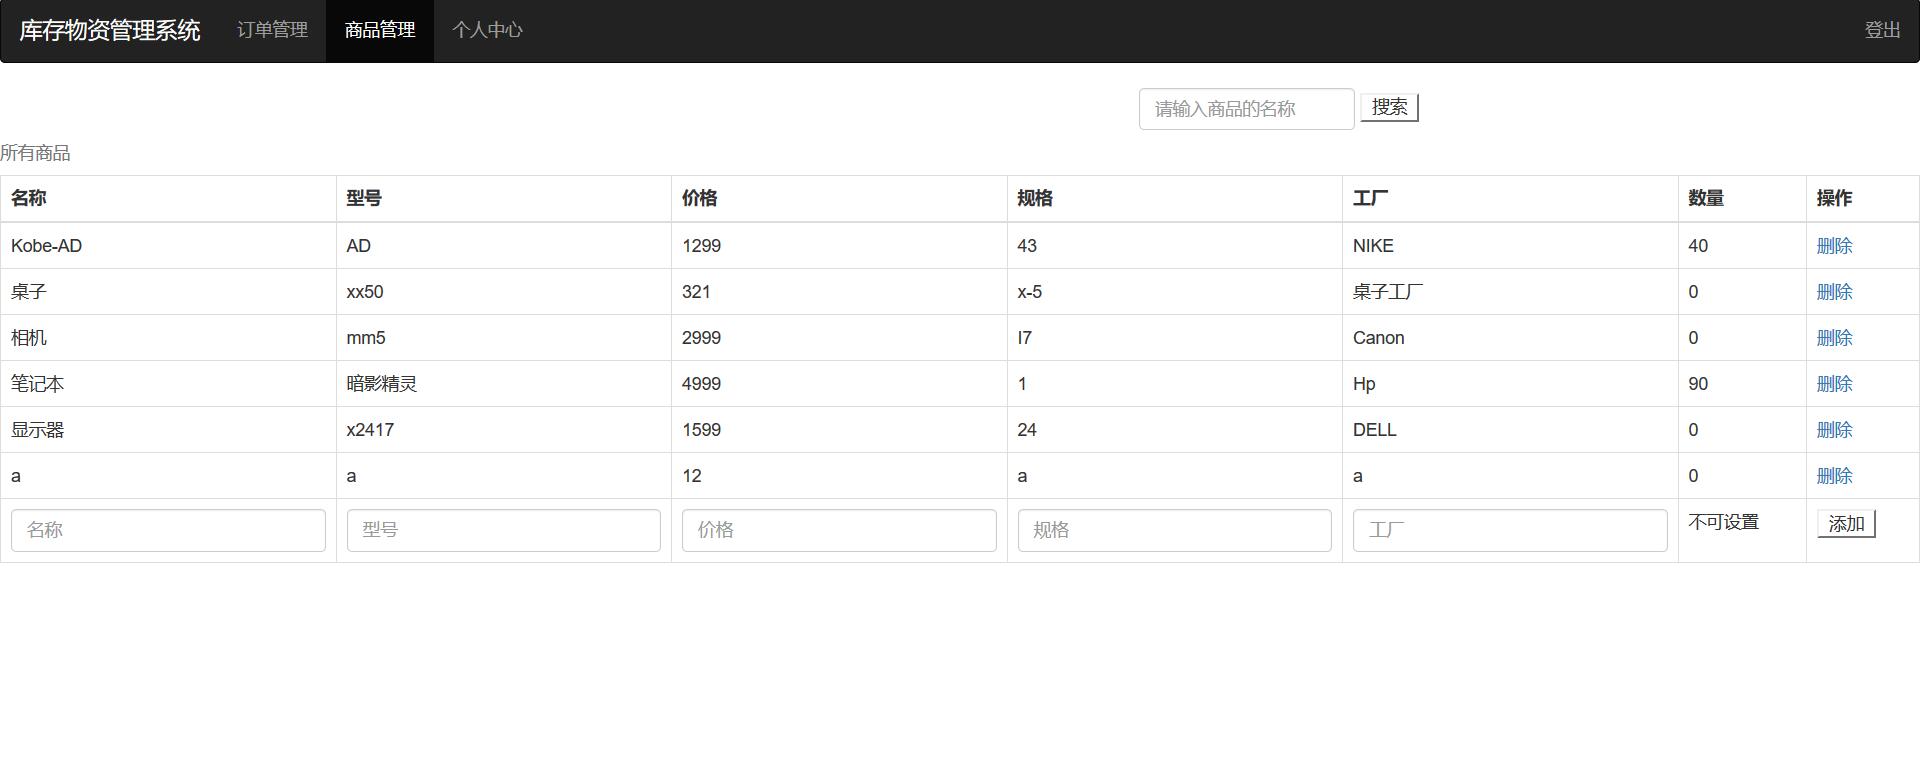 库存物资管理系统 订单管理 商品管理 个人中心 登出
请输入商品的名称 搜索
所有商品
名称 型号 价格 规格 工厂 数量 操作
Kobe-AD AD 1299 43 NIKE 40 删除
桌子 xx50 321 x-5 桌子工厂 0 删除
相机 mm5 2999 I7 Canon 0 删除
笔记本 暗影精灵 4999 1 Hp 90 删除
显示器 x2417 1599 24 DELL 0 删除
a a 12 a a 0 删除
名称 型号 价格 规格 工厂 不可设置 添加